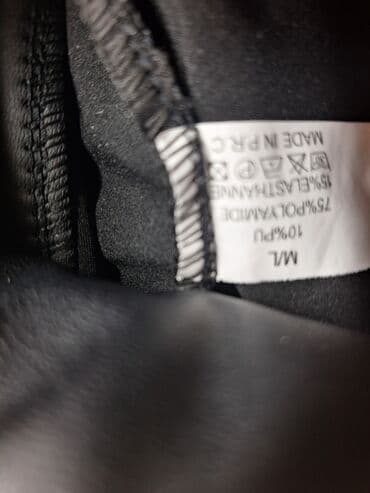 M/L
10%PU
75%POLYAMIDE
15%ELASTHANNE
MADE IN P.R.C